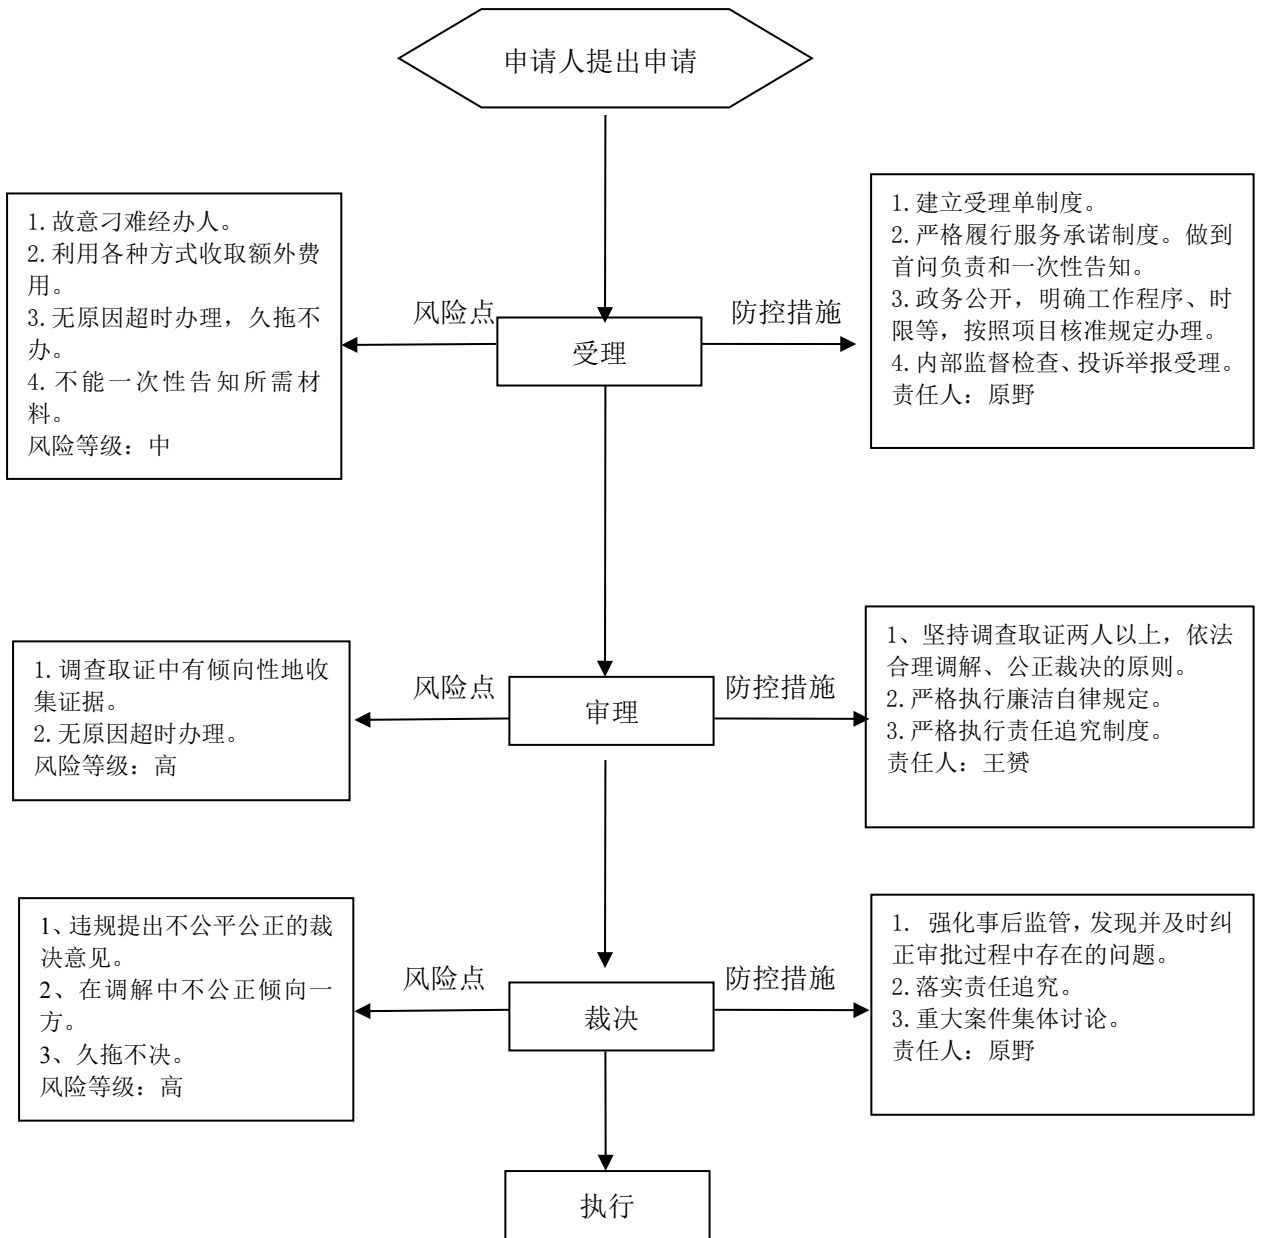 申请人提出申请
1.故意刁难经办人。
2.利用各种方式收取额外费
用。
3.无原因超时办理，久拖不
办。
4.不能一次性告知所需材
料。
风险等级：中
风险点
受理
防控措施
1.建立受理单制度。
2.严格履行服务承诺制度。做到
首问负责和一次性告知。
3.政务公开，明确工作程序、时
限等，按照项目核准规定办理。
4.内部监督检查、投诉举报受理。
责任人：原野
1.调查取证中有倾向性地收
集证据。
2.无原因超时办理。
风险等级：高
风险点
审理
防控措施
1、坚持调查取证两人以上，依法
合理调解、公正裁决的原则。
2.严格执行廉洁自律规定。
3.严格执行责任追究制度。
责任人：王赟
1、违规提出不公平公正的裁
决意见。
2、在调解中不公正倾向一
方。
3、久拖不决。
风险等级：高
风险点
裁决
防控措施
1. 强化事后监管，发现并及时纠
正审批过程中存在的问题。
2.落实责任追究。
3.重大案件集体讨论。
责任人：原野
执行